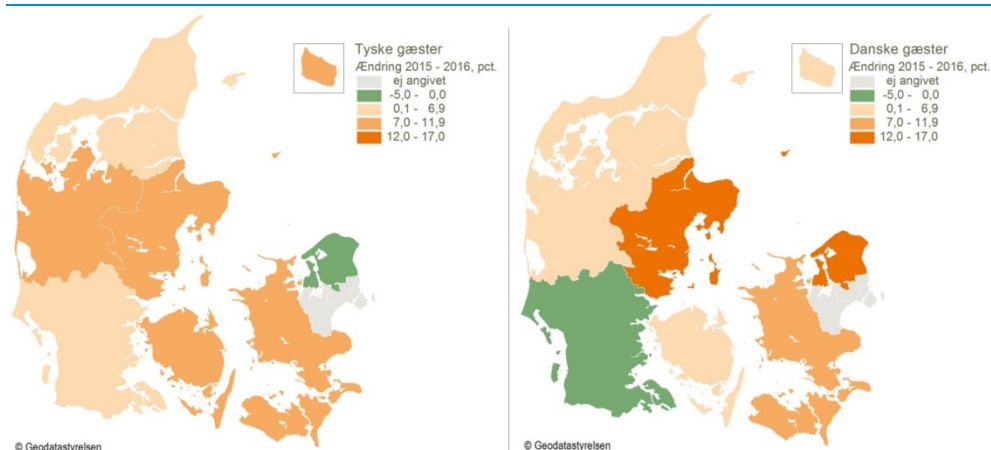 Tyske gæster
Ændring 2015 - 2016, pct.
ej angivet
-5,0 - 0,0
0,1 - 6,9
7,0 - 11,9
12,0 - 17,0
© Geodatastyrelsen
Danske gæster
Ændring 2015 - 2016, pct.
ej angivet
-5,0 - 0,0
0,1 - 6,9
7,0 - 11,9
12,0 - 17,0
© Geodatastyrelsen